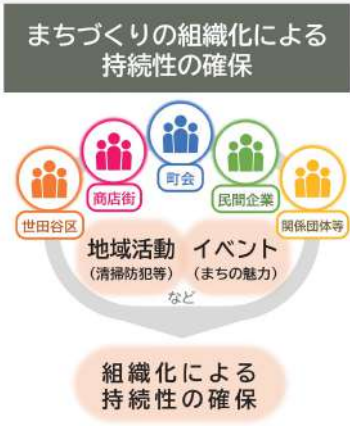 まちづくりの組織化による
持続性の確保
町会
商店街
民間企業
世田谷区
関係団体等
地域活動
(清掃防犯等)
イベント
(まちの魅力)
など
組織化による
持続性の確保